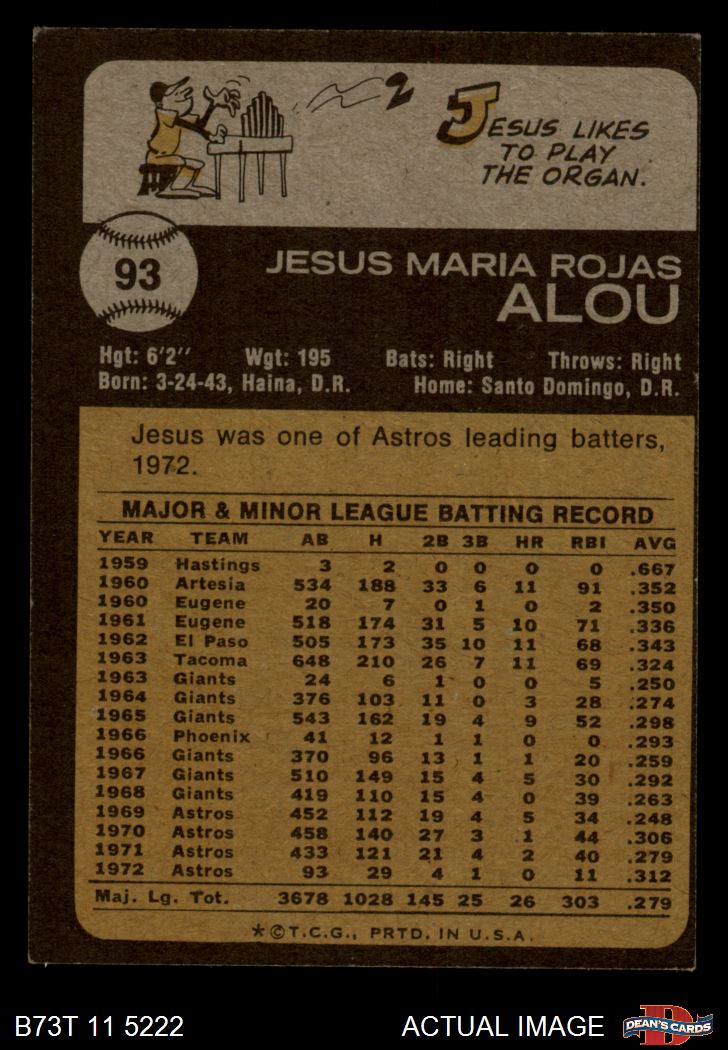 JESUS LIKES
TO PLAY
THE ORGAN.
93
JESUS MARIA ROJAS
ALOU
Hgt: 6'2" Wgt: 195 Bats: Right Throws: Right
Born: 3-24-43, Haina, D.R. Home: Santo Domingo, D.R.
Jesus was one of Astros leading batters,
1972.
MAJOR & MINOR LEAGUE BATTING RECORD
YEAR TEAM AB H 2B 3B HR RBI AVG
1959 Hastings 3 2 0 0 0 0 .667
1960 Artesia 534 188 33 6 11 91 .352
1960 Eugene 20 7 0 1 0 2 .350
1961 Eugene 518 174 31 5 10 71 .336
1962 El Paso 505 173 35 10 11 68 .343
1963 Tacoma 648 210 26 7 11 69 .324
1963 Giants 24 6 1 0 0 5 .250
1964 Giants 376 103 11 0 3 28 .274
1965 Giants 543 162 19 4 9 52 .298
1966 Phoenix 41 12 1 1 0 0 .293
1966 Giants 370 96 13 1 1 20 .259
1967 Giants 510 149 15 4 5 30 .292
1968 Giants 419 110 15 4 0 39 .263
1969 Astros 452 112 19 4 5 34 .248
1970 Astros 458 140 27 3 1 44 .306
1971 Astros 433 121 21 4 2 40 .279
1972 Astros 93 29 4 1 0 11 .312
Maj. Lg. Tot. 3678 1028 145 25 26 303 .279
*©T.C.G., PRTD. IN U.S.A.
B73T 11 5222 ACTUAL IMAGE DEAN'S CARDS